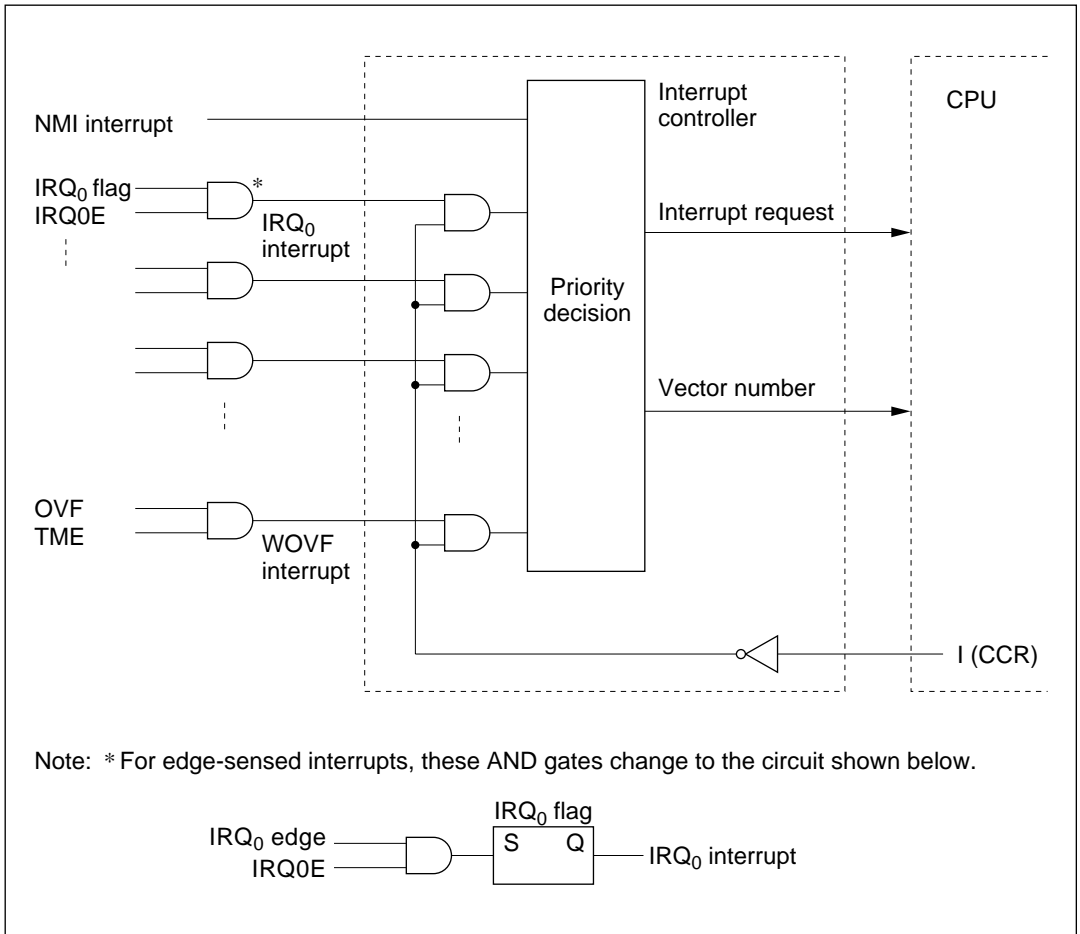 NMI interrupt
Interrupt
controller
CPU
IRQ₀ flag
IRQ0E
*
IRQ₀
interrupt
Interrupt request
Priority
decision
Vector number
OVF
TME
WOVF
interrupt
I (CCR)
Note: * For edge-sensed interrupts, these AND gates change to the circuit shown below.
IRQ₀ flag
IRQ₀ edge
IRQ0E
S Q
IRQ₀ interrupt